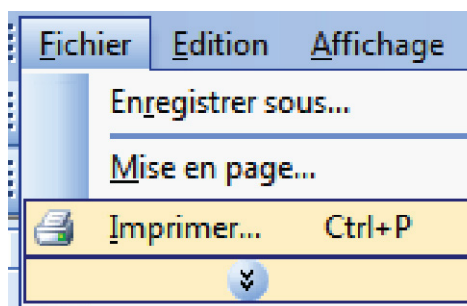 Fichier Edition Affichage
Enregistrer sous...
Mise en page...
Imprimer... Ctrl+P